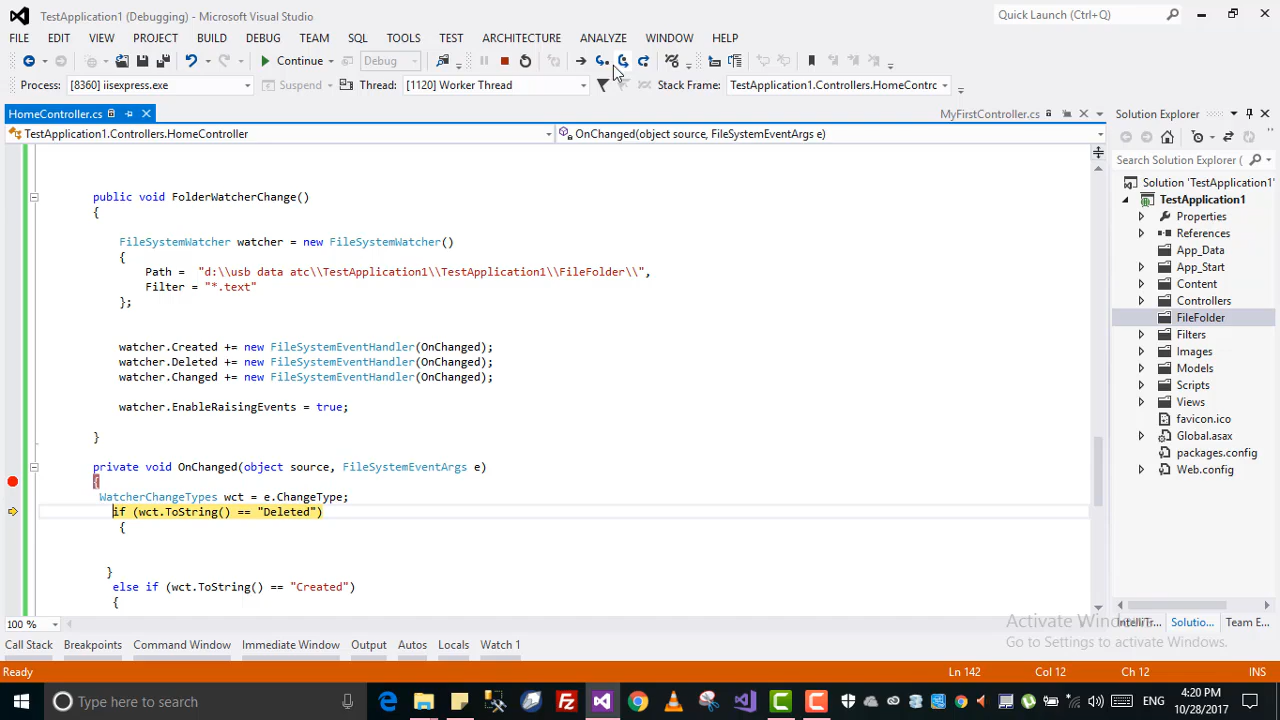 TestApplication1 (Debugging) - Microsoft Visual Studio
Quick Launch (Ctrl+Q)
FILE EDIT VIEW PROJECT BUILD DEBUG TEAM SQL TOOLS TEST ARCHITECTURE ANALYZE WINDOW HELP
Continue Debug
Process: [8360] iisexpress.exe Suspend Thread: [1120] Worker Thread Stack Frame: TestApplication1.Controllers.HomeContrc
HomeController.cs MyFirstController.cs Solution Explorer
TestApplication1.Controllers.HomeController OnChanged(object source, FileSystemEventArgs e)
public void FolderWatcherChange()
{
FileSystemWatcher watcher = new FileSystemWatcher()
{
Path = "d:\\usb data atc\\TestApplication1\\TestApplication1\\FileFolder\\",
Filter = "*.text"
};
watcher.Created += new FileSystemEventHandler(OnChanged);
watcher.Deleted += new FileSystemEventHandler(OnChanged);
watcher.Changed += new FileSystemEventHandler(OnChanged);
watcher.EnableRaisingEvents = true;
}
private void OnChanged(object source, FileSystemEventArgs e)
{
WatcherChangeTypes wct = e.ChangeType;
if (wct.ToString() == "Deleted")
{
}
else if (wct.ToString() == "Created")
{
Search Solution Explorer (
Solution 'TestApplication1'
TestApplication1
Properties
References
App_Data
App_Start
Content
Controllers
FileFolder
Filters
Images
Models
Scripts
Views
favicon.ico
Global.asax
packages.config
Web.config
100 %
IntelliTr... Solutio... Team E...
Activate Windows
Go to Settings to activate Windows.
Call Stack Breakpoints Command Window Immediate Window Output Autos Locals Watch 1
Ready Ln 142 Col 12 Ch 12 INS
Type here to search
ENG
4:20 PM
10/28/2017